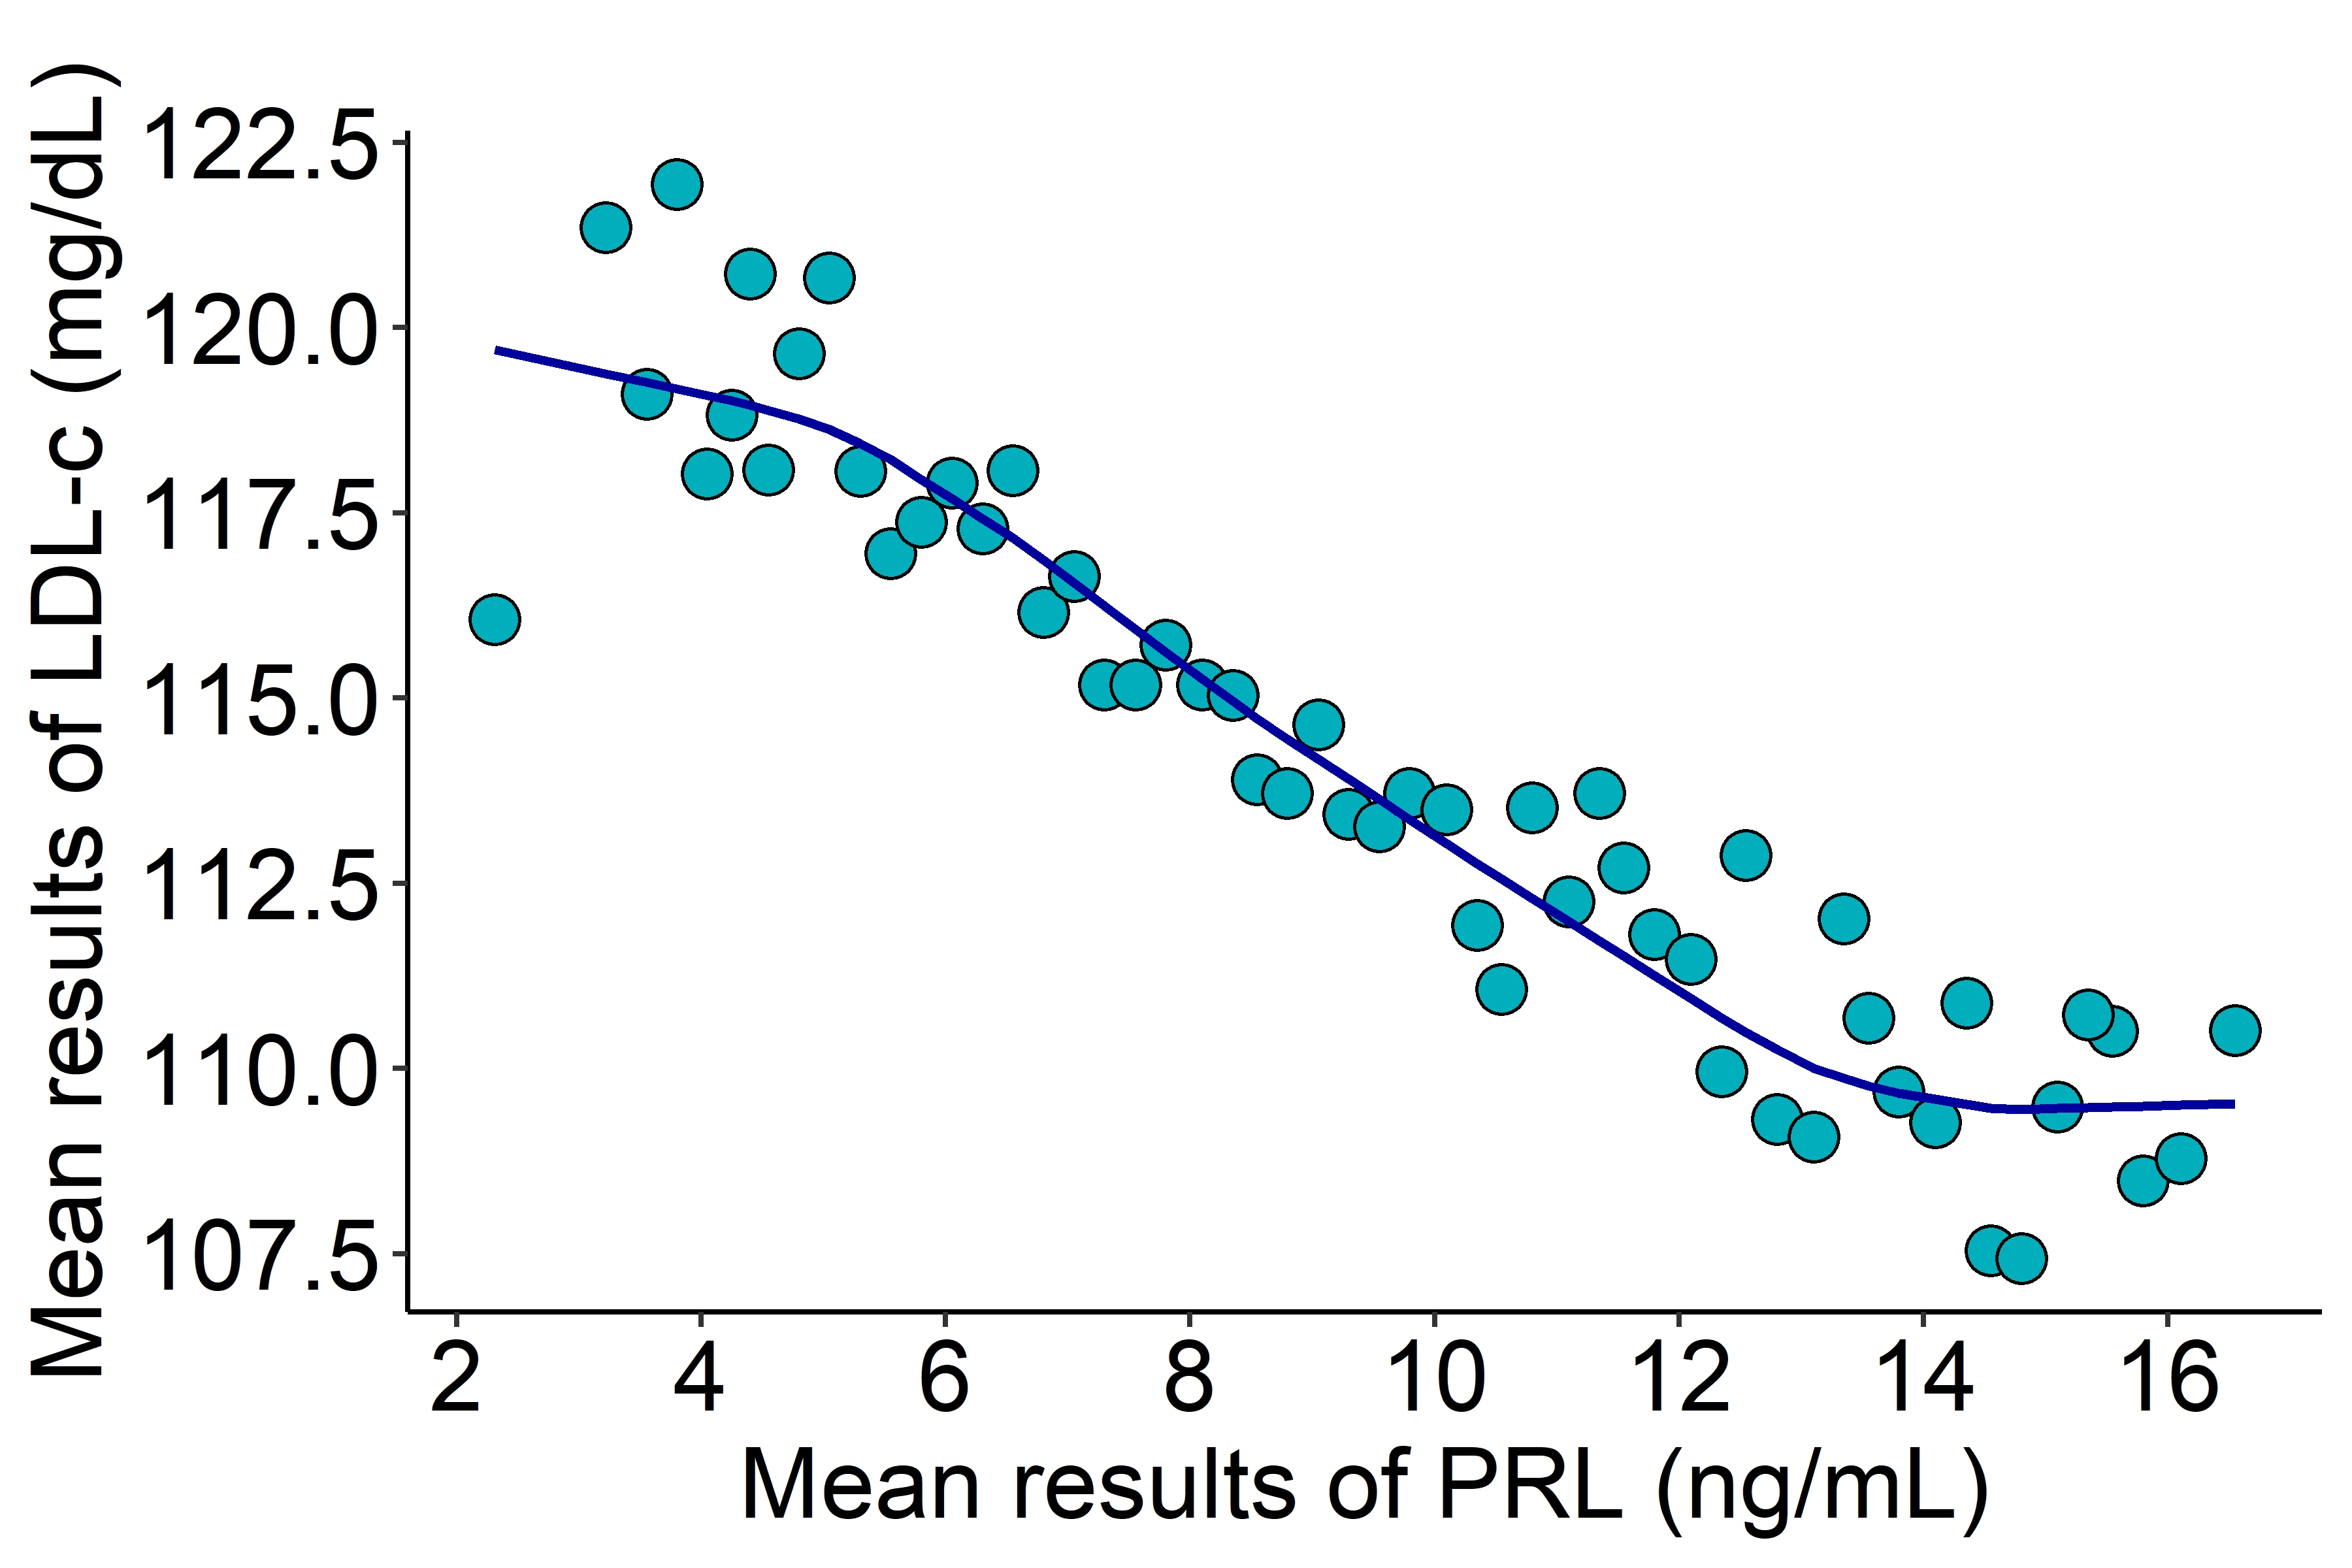 Mean results of LDL-c (mg/dL)
122.5
120.0
117.5
115.0
112.5
110.0
107.5
2 4 6 8 10 12 14 16
Mean results of PRL (ng/mL)